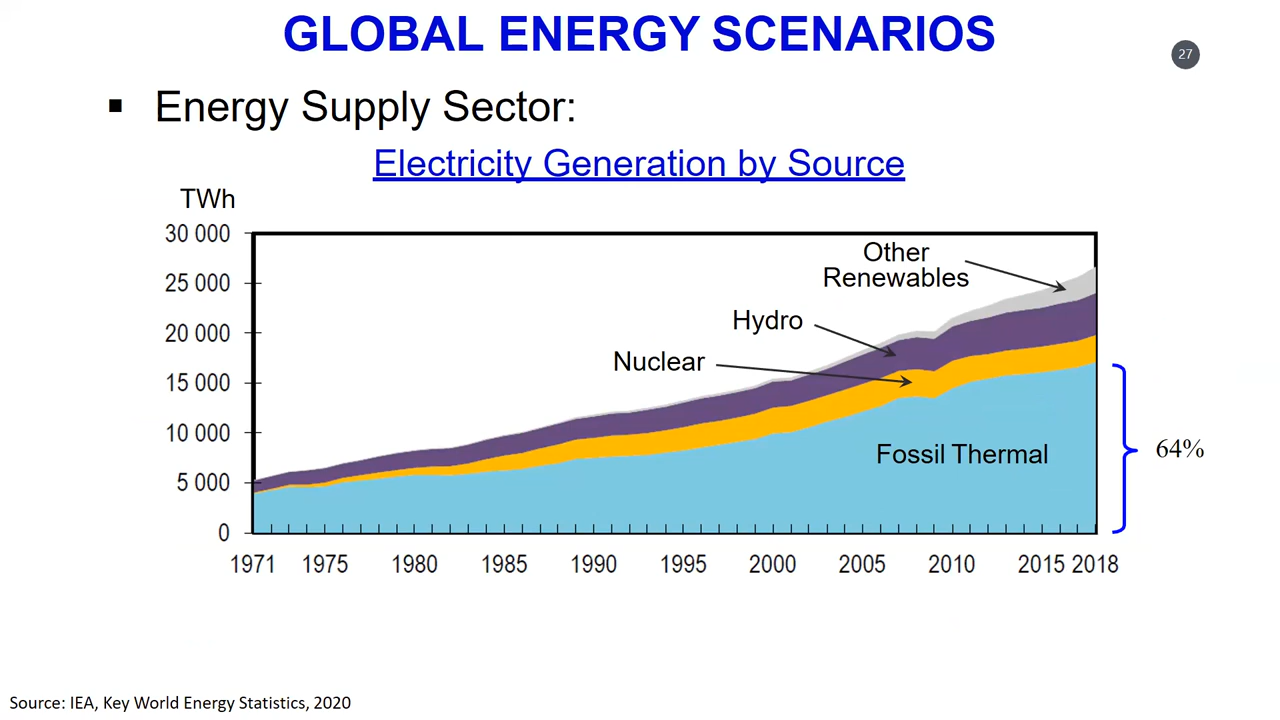 GLOBAL ENERGY SCENARIOS
27
▪ Energy Supply Sector:
Electricity Generation by Source
TWh
30 000
25 000
20 000
15 000
10 000
5 000
0
Other
Renewables
Hydro
Nuclear
Fossil Thermal
64%
1971 1975 1980 1985 1990 1995 2000 2005 2010 2015 2018
Source: IEA, Key World Energy Statistics, 2020